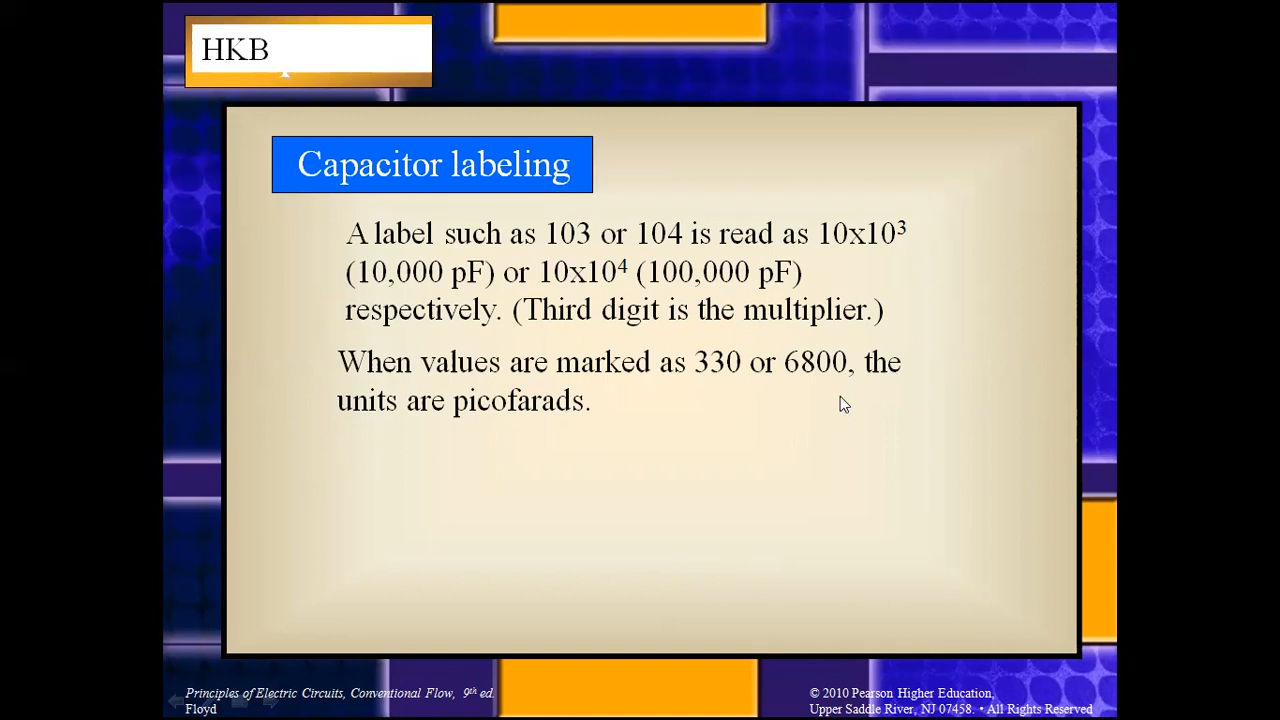 HKB
Capacitor labeling
A label such as 103 or 104 is read as 10x10³
(10,000 pF) or 10x10⁴ (100,000 pF)
respectively. (Third digit is the multiplier.)
When values are marked as 330 or 6800, the
units are picofarads.
Principles of Electric Circuits, Conventional Flow, 9th ed.
Floyd
© 2010 Pearson Higher Education,
Upper Saddle River, NJ 07458. • All Rights Reserved